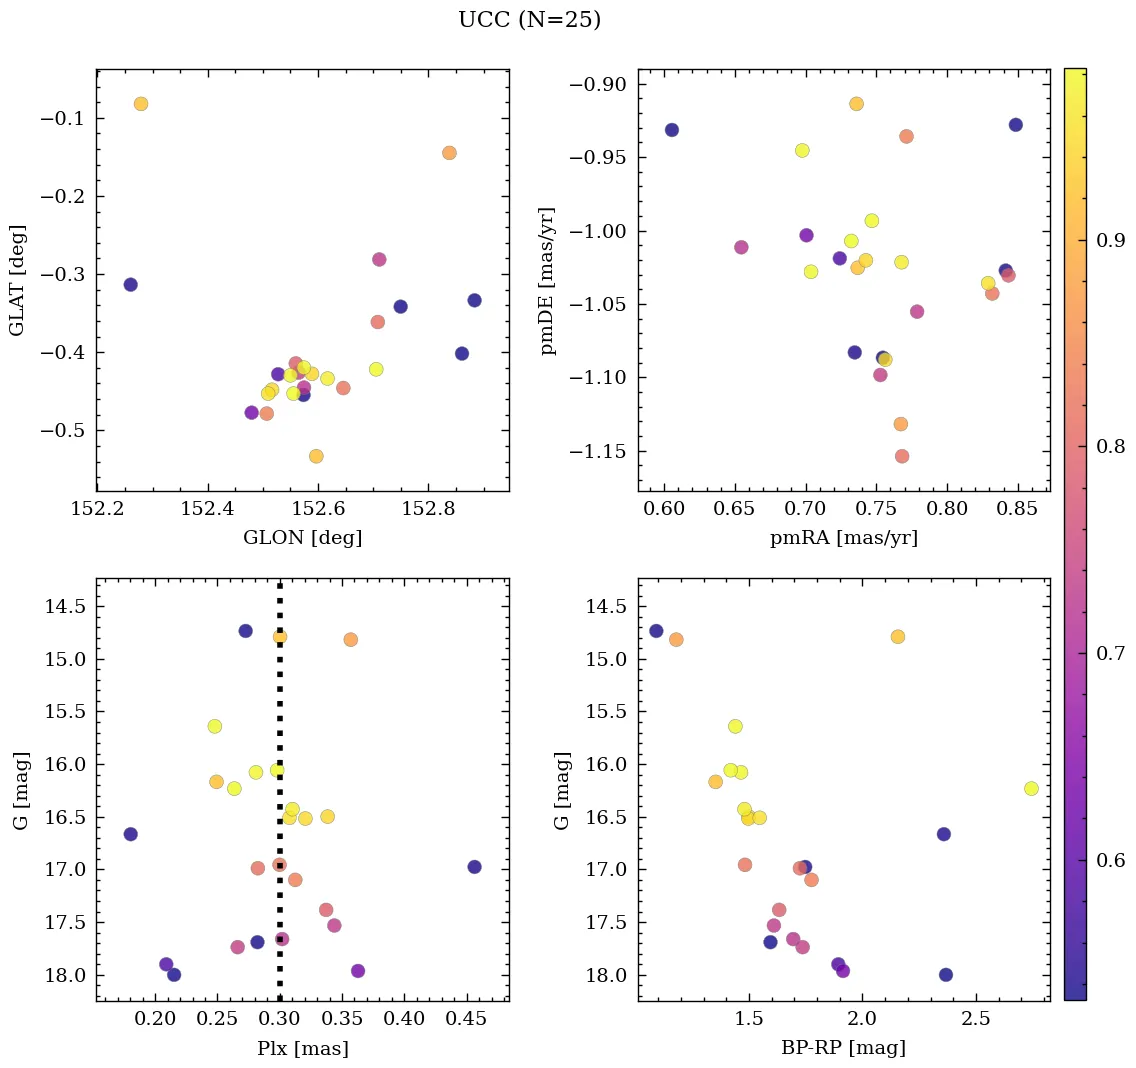 UCC (N=25)
−0.1
−0.2
−0.3
−0.4
−0.5
GLAT [deg]
152.2 152.4 152.6 152.8
GLON [deg]
−0.90
−0.95
−1.00
−1.05
−1.10
−1.15
pmDE [mas/yr]
0.60 0.65 0.70 0.75 0.80 0.85
pmRA [mas/yr]
14.5
15.0
15.5
16.0
16.5
17.0
17.5
18.0
G [mag]
0.20 0.25 0.30 0.35 0.40 0.45
Plx [mas]
14.5
15.0
15.5
16.0
16.5
17.0
17.5
18.0
G [mag]
1.5 2.0 2.5
BP-RP [mag]
0.9
0.8
0.7
0.6